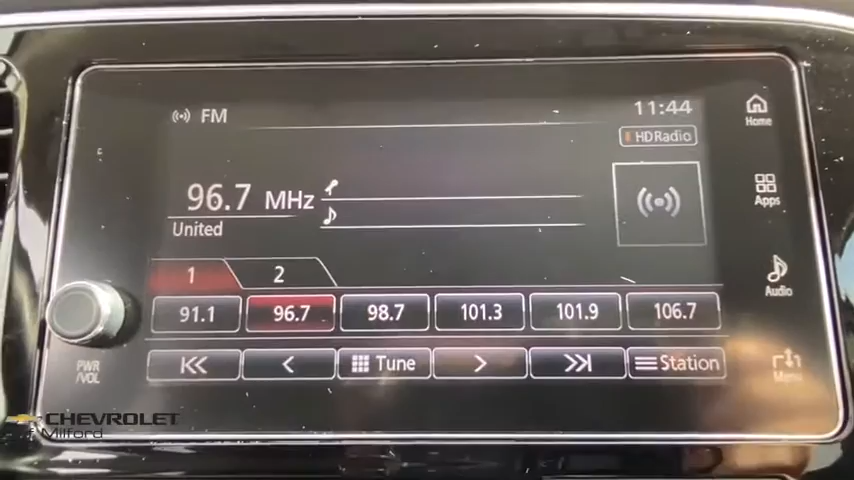 FM
11:44
HD Radio
Home
96.7 MHz
United
Apps
1 2
Audio
91.1 96.7 98.7 101.3 101.9 106.7
Tune Station
PWR
/VOL
Menu
CHEVROLET
of Milford